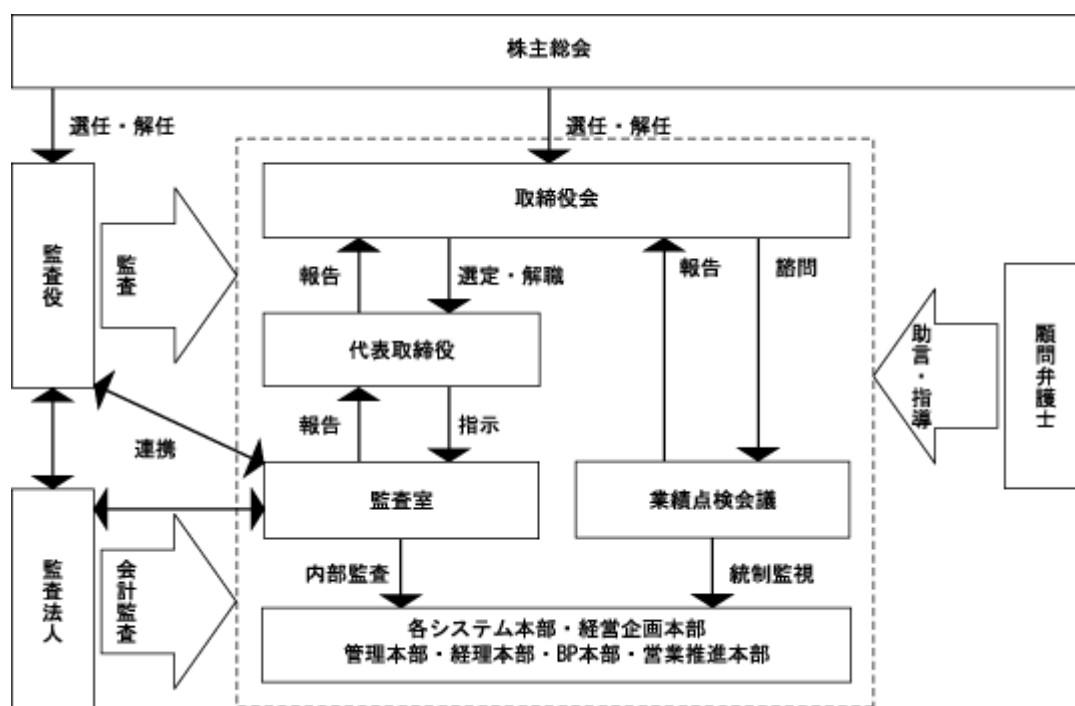 株主総会
選任・解任
選任・解任
取締役会
監査役
監査
報告
選定・解職
報告
諮問
代表取締役
助言・指導
顧問弁護士
報告
指示
連携
監査室
業績点検会議
監査法人
会計監査
内部監査
統制監視
各システム本部・経営企画本部
管理本部・経理本部・BP本部・営業推進本部